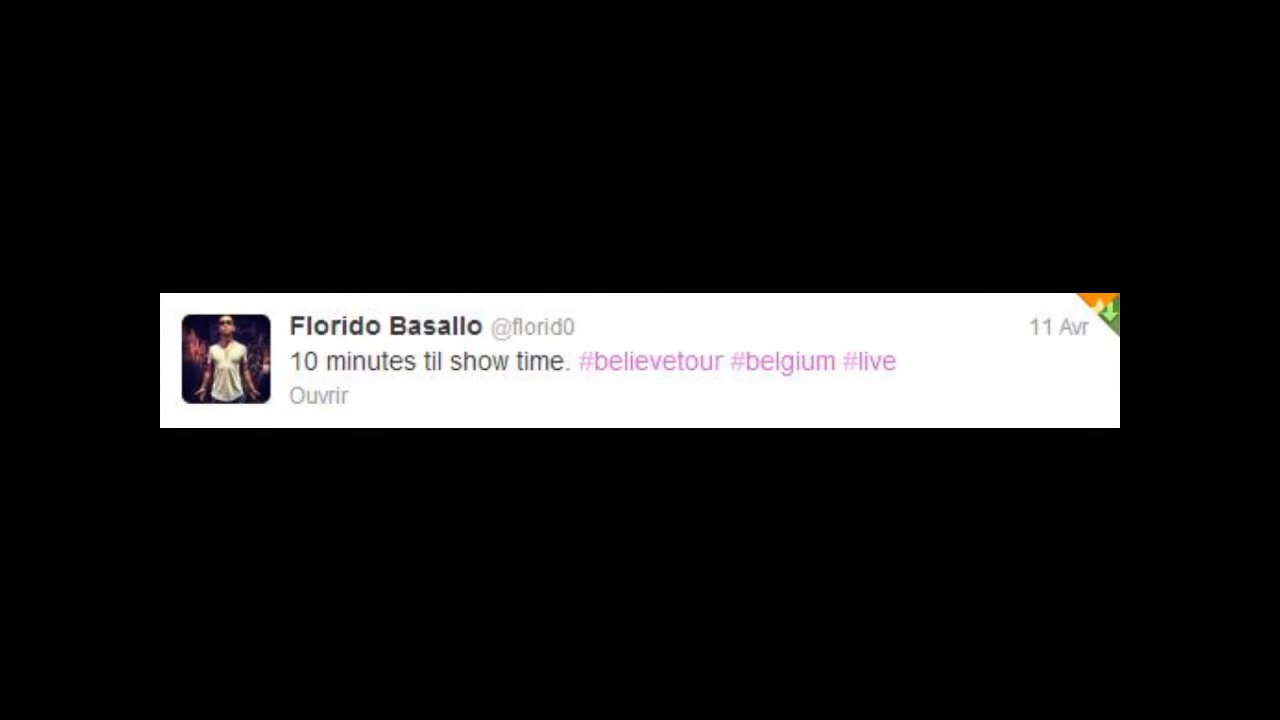 Florido Basallo @florid0 11 Avr
10 minutes til show time. #believetour #belgium #live
Ouvrir